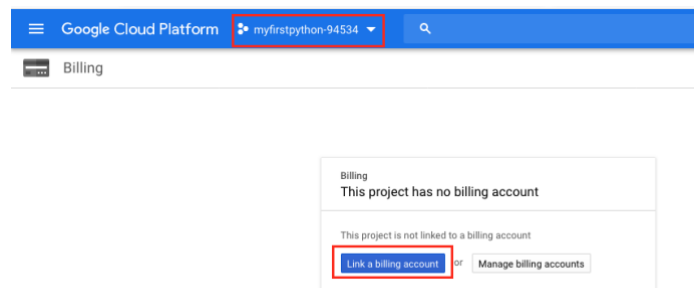 Google Cloud Platform myfirstpython-94534
Billing
Billing
This project has no billing account
This project is not linked to a billing account
Link a billing account or Manage billing accounts